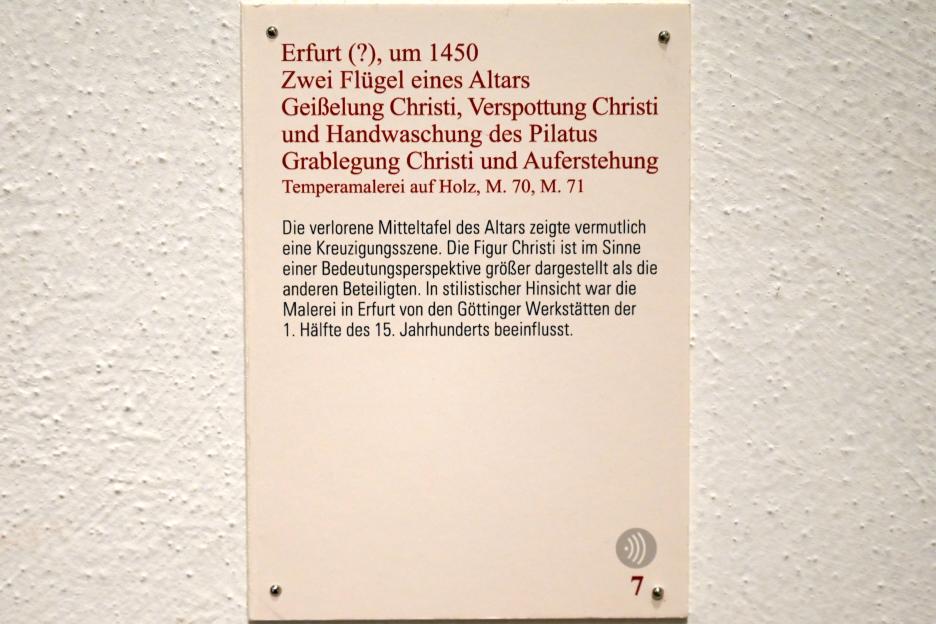 Erfurt (?), um 1450
Zwei Flügel eines Altars
Geißelung Christi, Verspottung Christi
und Handwaschung des Pilatus
Grablegung Christi und Auferstehung
Temperamalerei auf Holz, M. 70, M. 71
Die verlorene Mitteltafel des Altars zeigte vermutlich
eine Kreuzigungsszene. Die Figur Christi ist im Sinne
einer Bedeutungsperspektive größer dargestellt als die
anderen Beteiligten. In stilistischer Hinsicht war die
Malerei in Erfurt von den Göttinger Werkstätten der
1. Hälfte des 15. Jahrhunderts beeinflusst.
7